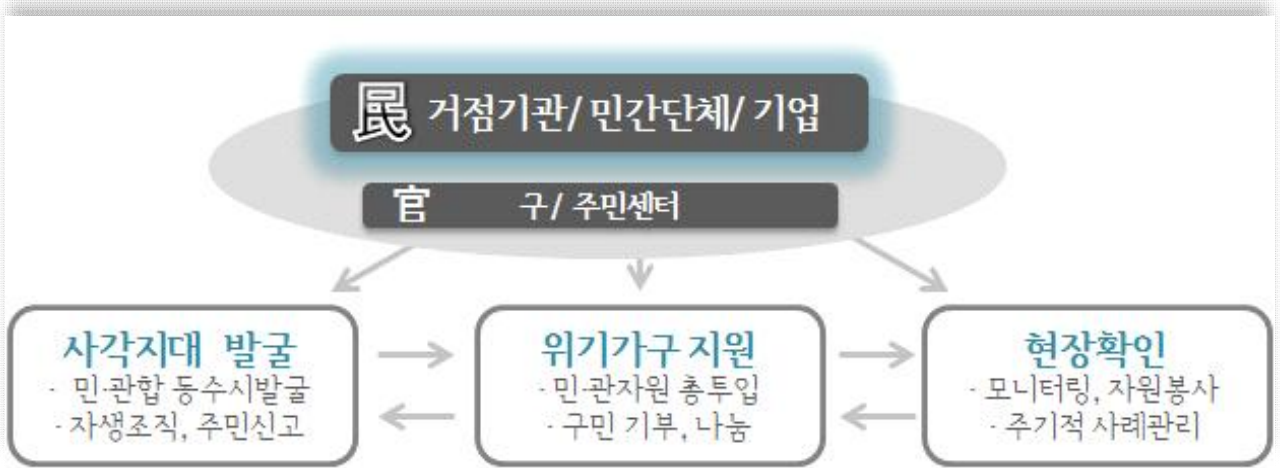 民 거점기관/ 민간단체/ 기업
官 구/ 주민센터
사각지대 발굴
· 민·관합 동수시발굴
· 자생조직, 주민신고
위기가구 지원
· 민·관자원 총투입
· 구민 기부, 나눔
현장확인
· 모니터링, 자원봉사
· 주기적 사례관리